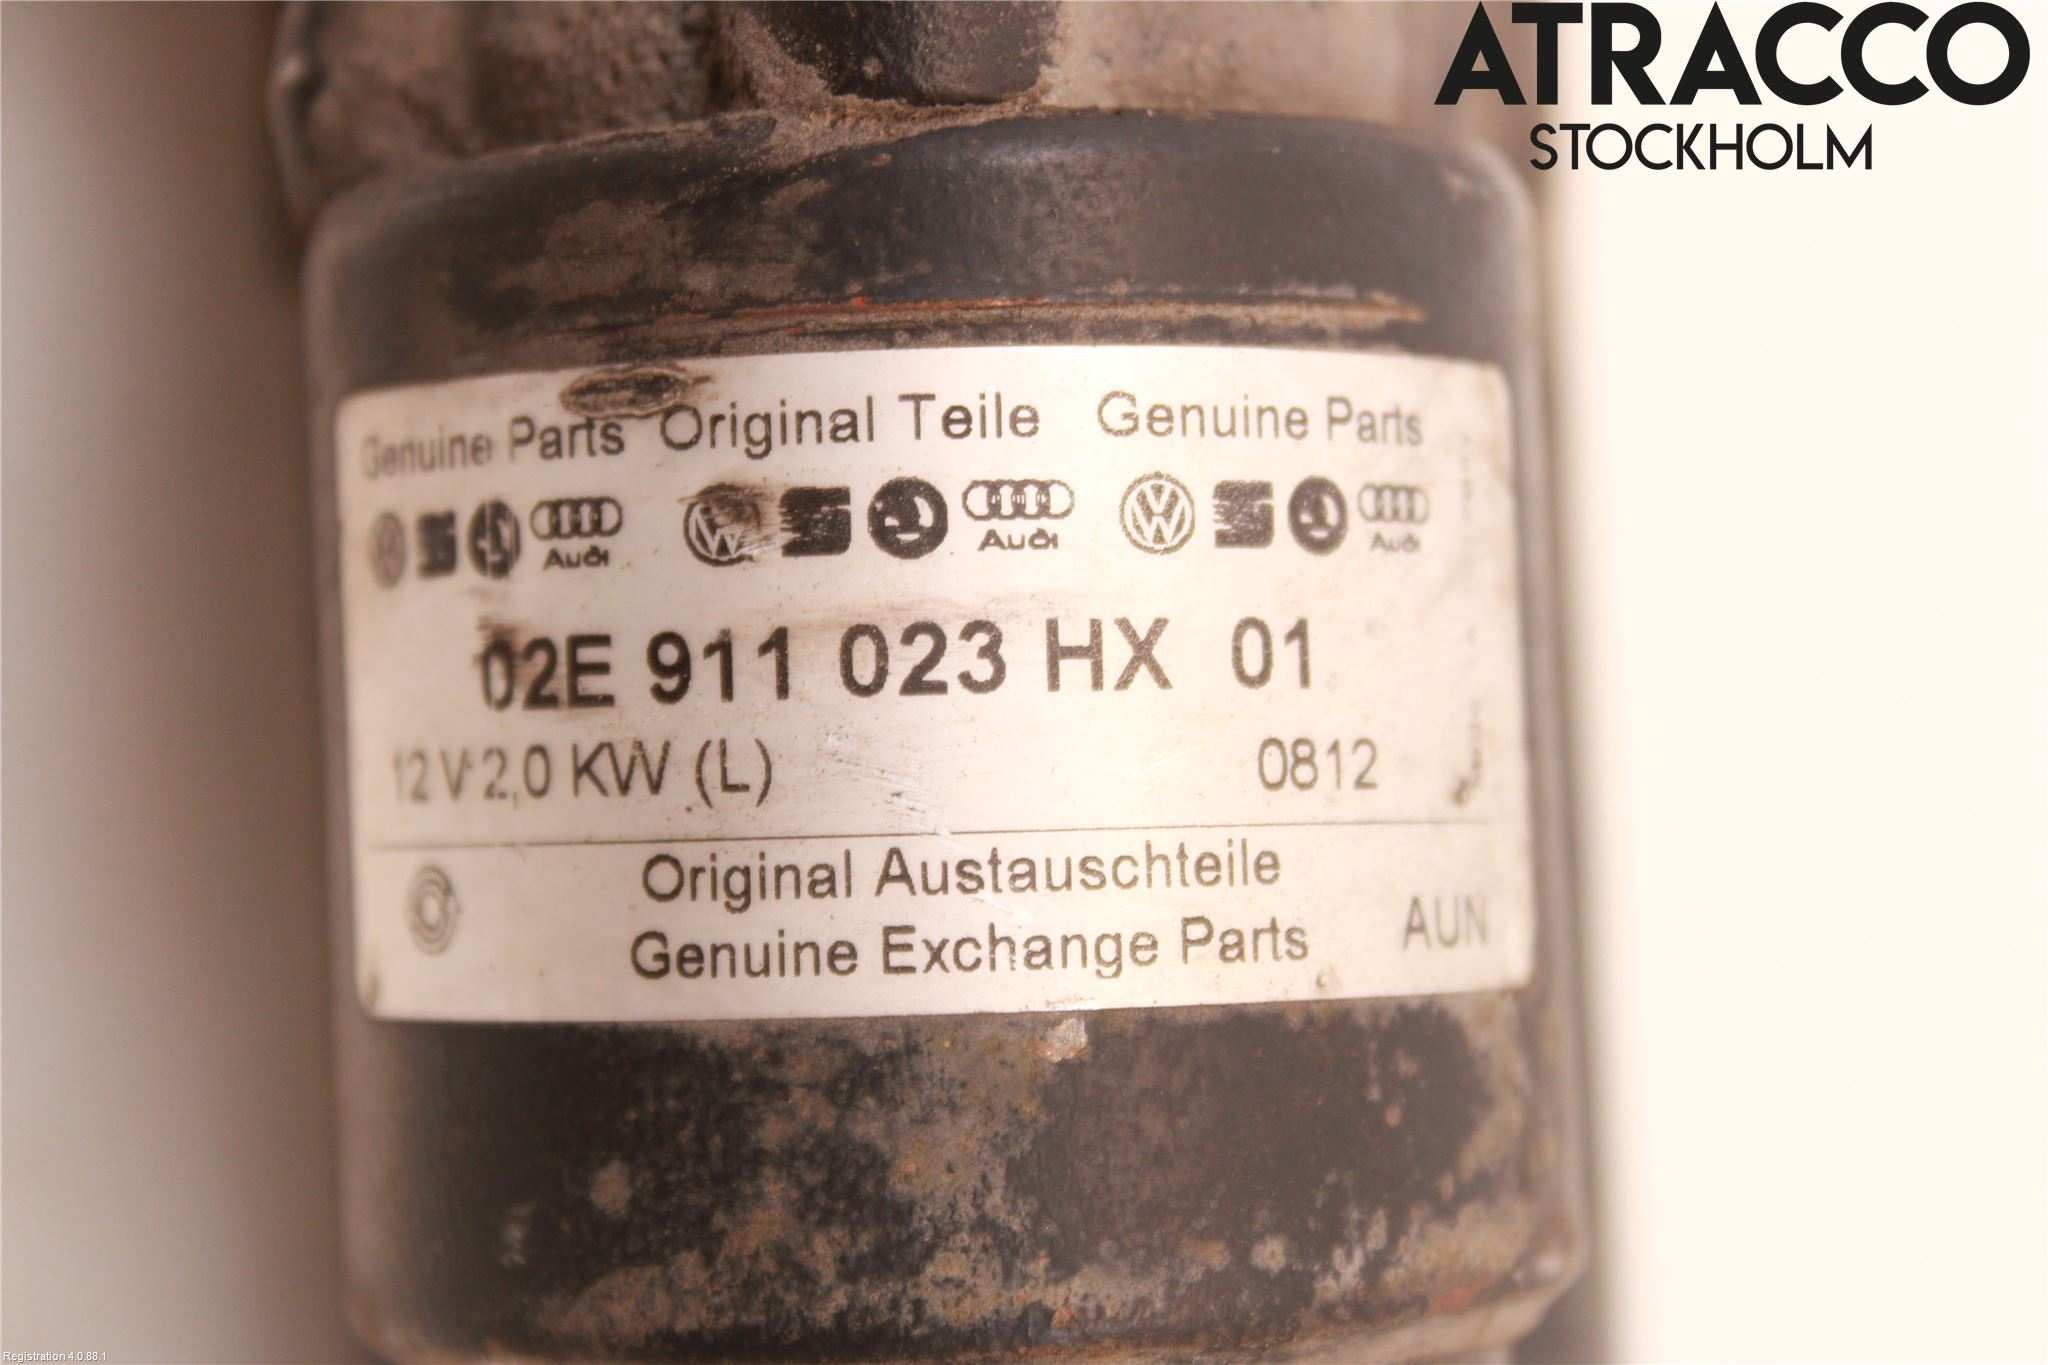 ATRACCO
STOCKHOLM
Genuine Parts Original Teile Genuine Parts
Audi Audi Audi
02E 911 023 HX 01
12 V 2,0 KW (L) 0812
Original Austauschteile
Genuine Exchange Parts AUN
Registration 4.0.88.1